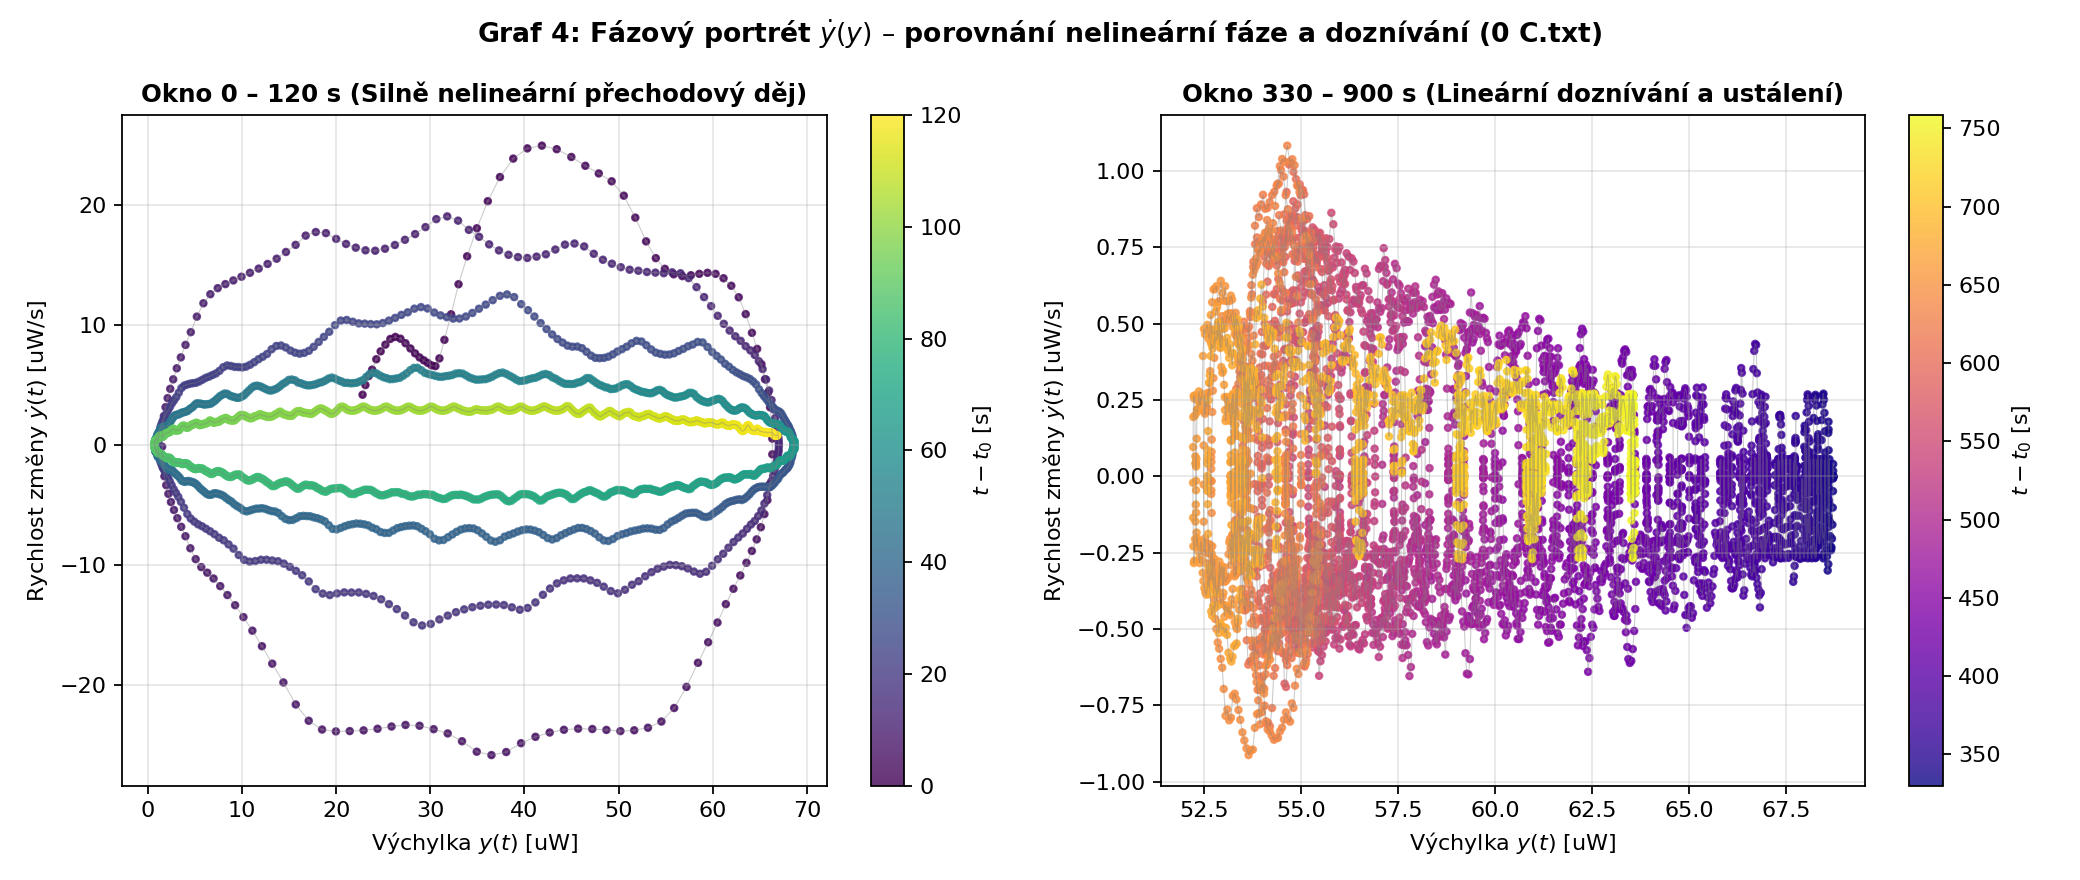 Graf 4: Fázový portrét ẏ(y) – porovnání nelineární fáze a doznívání (0 C.txt)
Okno 0 – 120 s (Silně nelineární přechodový děj)
Rychlost změny ẏ(t) [uW/s]
20
10
0
−10
−20
0 10 20 30 40 50 60 70
Výchylka y(t) [uW]
120
100
80
60
40
20
0
t − t₀ [s]
Okno 330 – 900 s (Lineární doznívání a ustálení)
Rychlost změny ẏ(t) [uW/s]
1.00
0.75
0.50
0.25
0.00
−0.25
−0.50
−0.75
−1.00
52.5 55.0 57.5 60.0 62.5 65.0 67.5
Výchylka y(t) [uW]
750
700
650
600
550
500
450
400
350
t − t₀ [s]